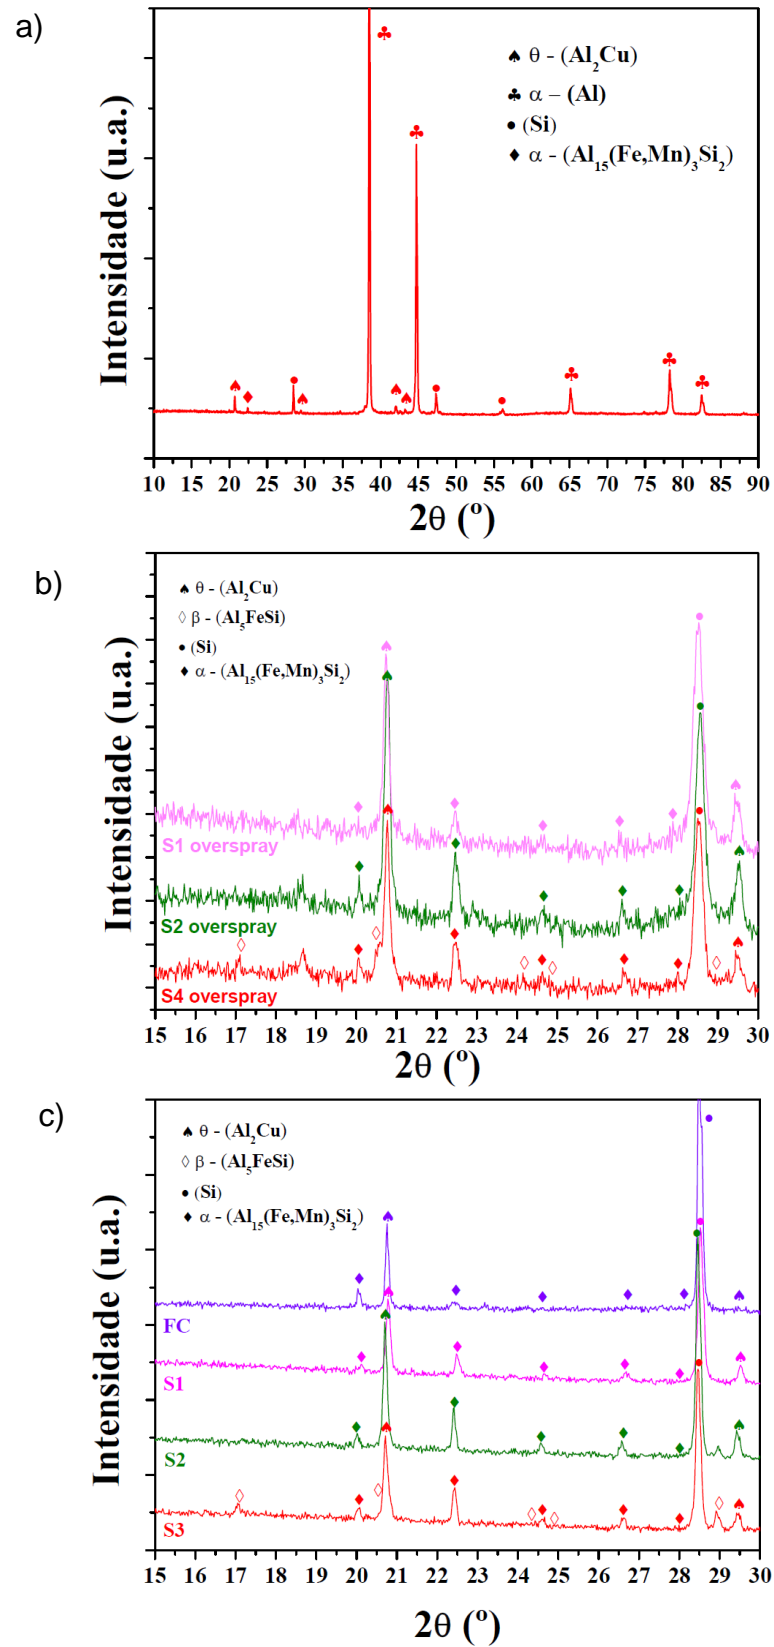 a)
Intensidade (u.a.)
♠ θ - (Al₂Cu)
♣ α – (Al)
● (Si)
♦ α - (Al₁₅(Fe,Mn)₃Si₂)
10 15 20 25 30 35 40 45 50 55 60 65 70 75 80 85 90
2θ (º)
b)
Intensidade (u.a.)
♠ θ - (Al₂Cu)
◊ β - (Al₅FeSi)
● (Si)
♦ α - (Al₁₅(Fe,Mn)₃Si₂)
S1 overspray
S2 overspray
S4 overspray
15 16 17 18 19 20 21 22 23 24 25 26 27 28 29 30
2θ (º)
c)
Intensidade (u.a.)
♠ θ - (Al₂Cu)
◊ β - (Al₅FeSi)
● (Si)
♦ α - (Al₁₅(Fe,Mn)₃Si₂)
FC
S1
S2
S3
15 16 17 18 19 20 21 22 23 24 25 26 27 28 29 30
2θ (º)